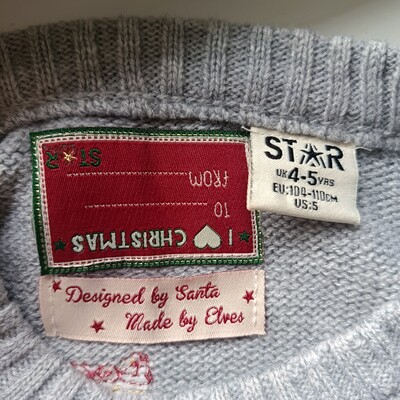 I ♡ CHRISTMAS
TO
FROM
STAR
STAR
UK 4-5 YRS
EU:104-110CM
US:5
Designed by Santa
Made by Elves